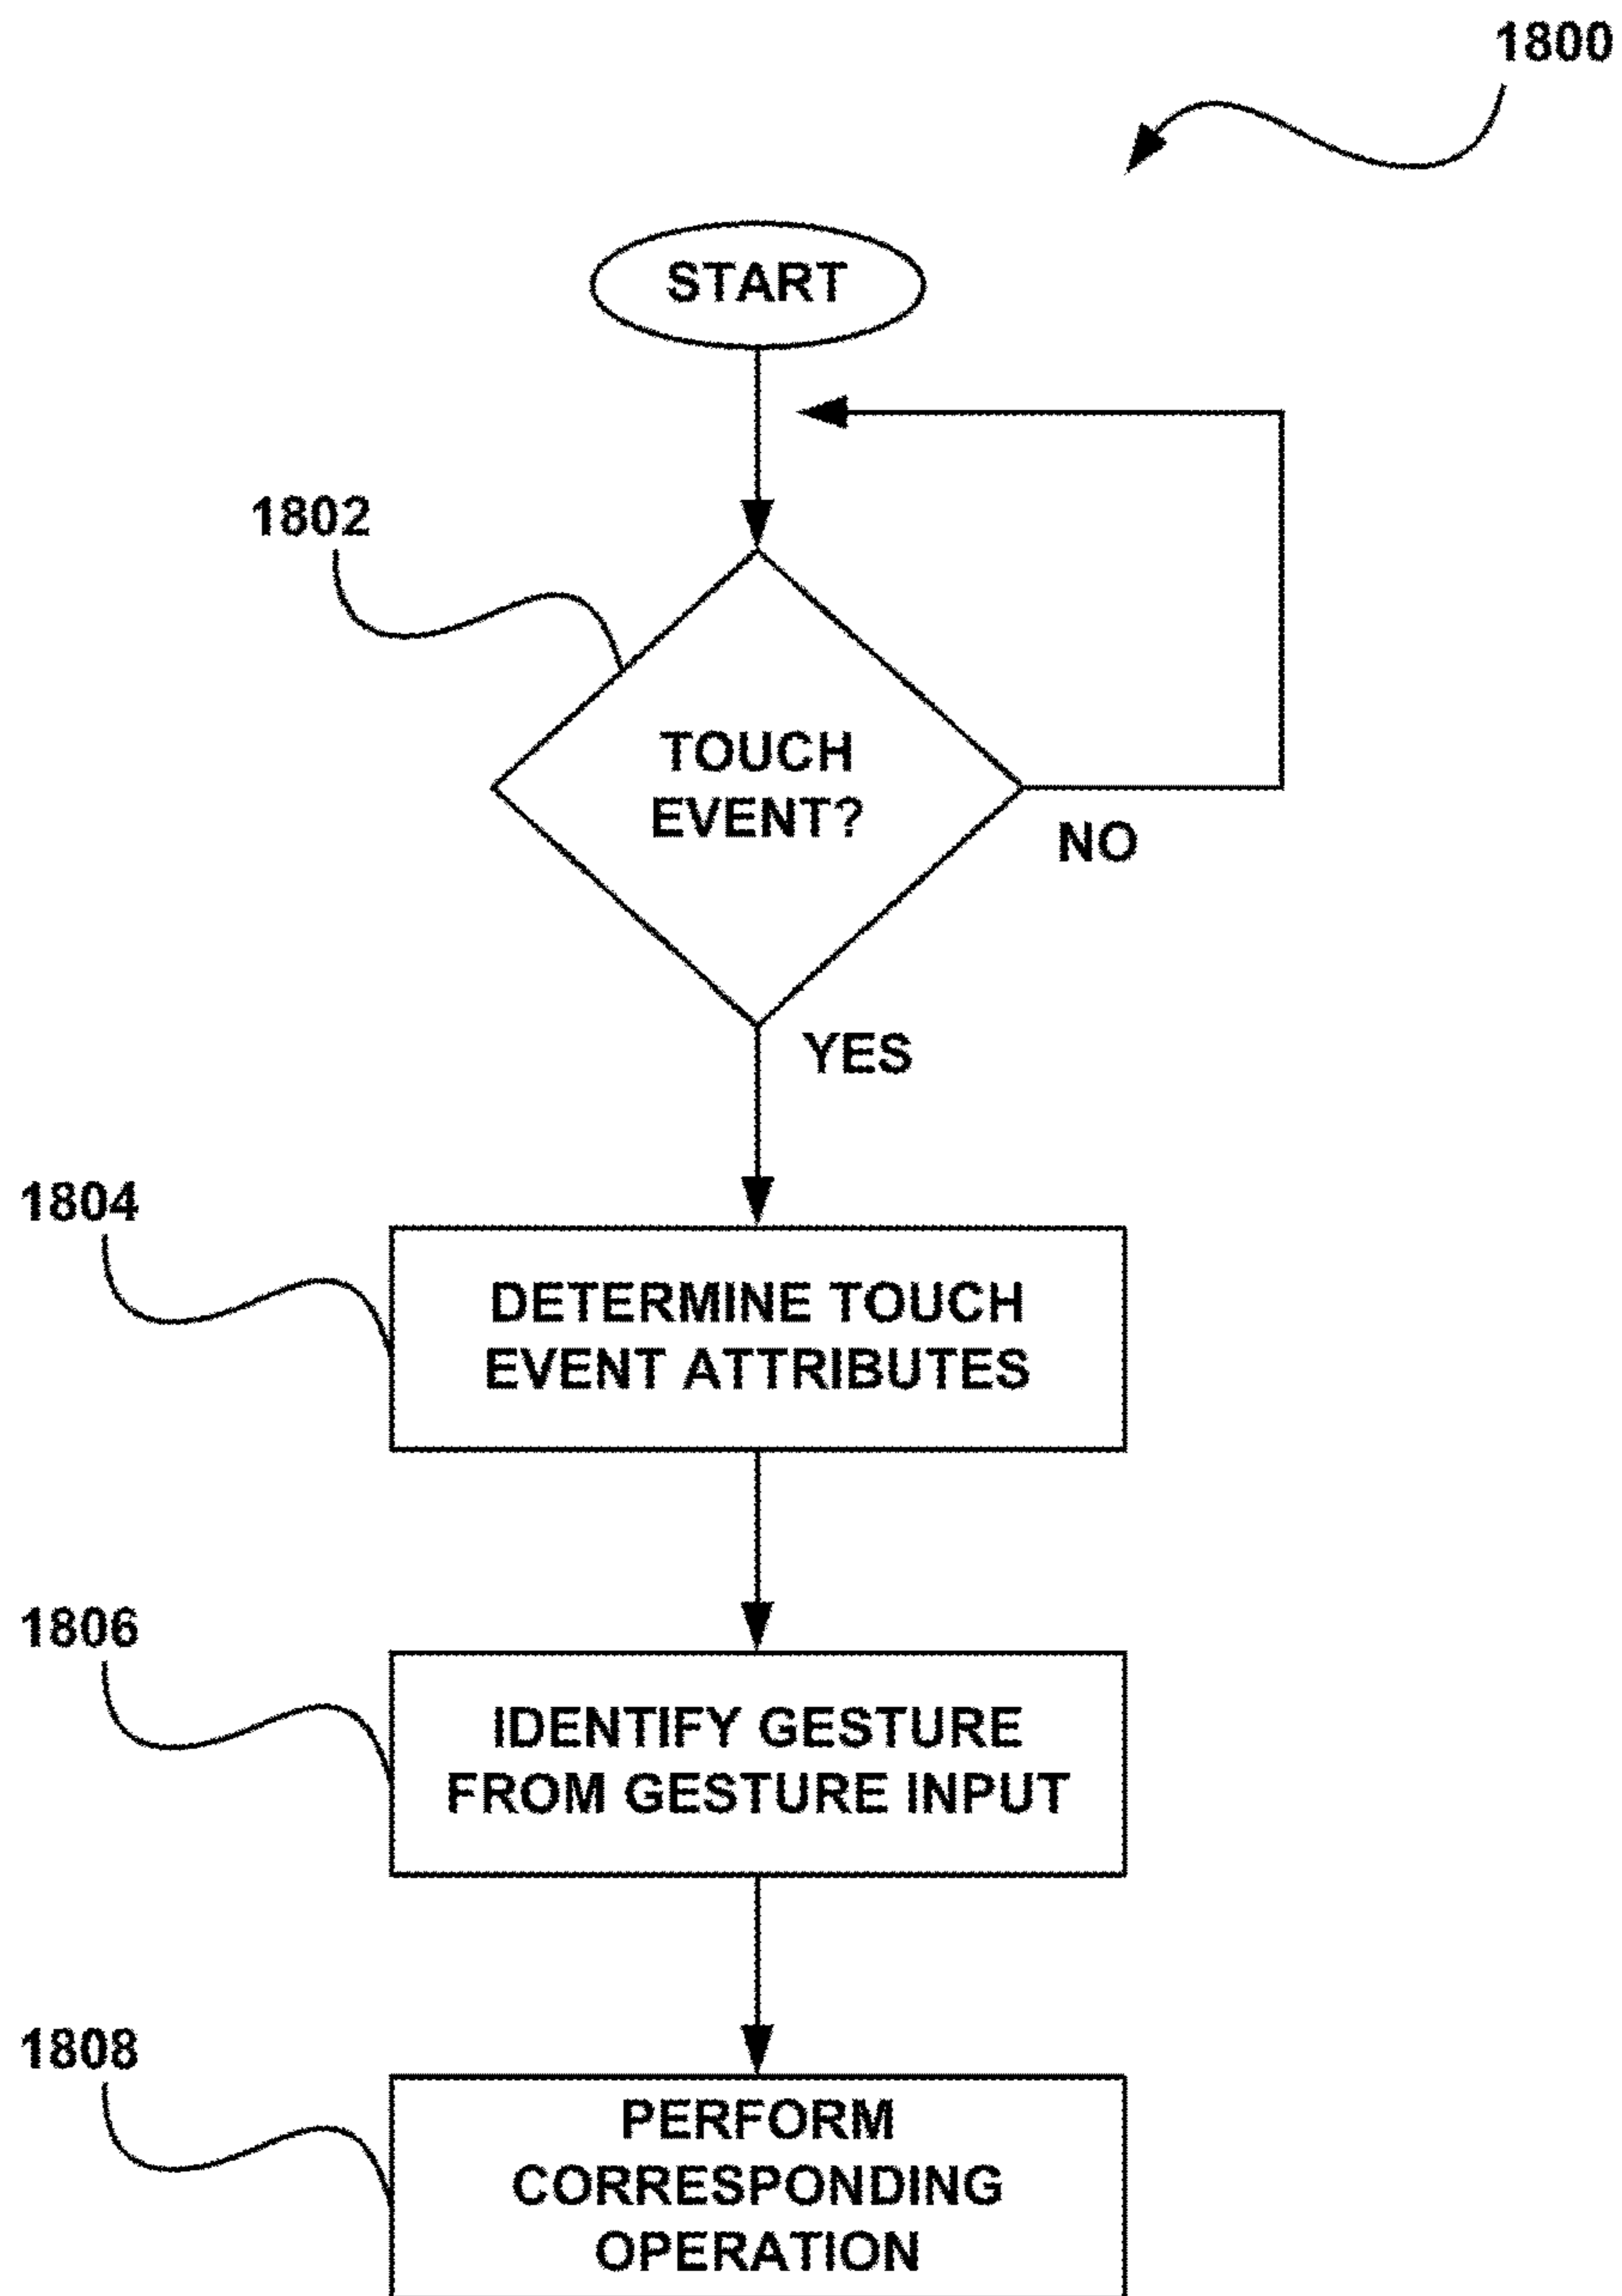 1800
START
1802
TOUCH
EVENT?
NO
YES
1804
DETERMINE TOUCH
EVENT ATTRIBUTES
1806
IDENTIFY GESTURE
FROM GESTURE INPUT
1808
PERFORM
CORRESPONDING
OPERATION